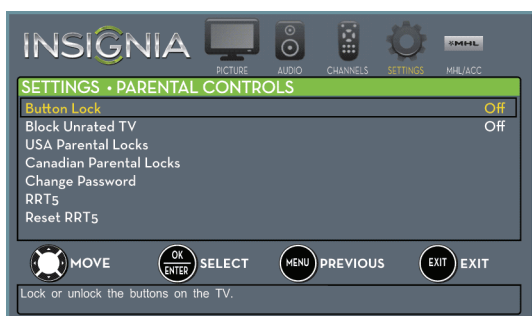 INSIGNIA
PICTURE AUDIO CHANNELS SETTINGS MHL/ACC
MHL
SETTINGS • PARENTAL CONTROLS
Button Lock Off
Block Unrated TV Off
USA Parental Locks
Canadian Parental Locks
Change Password
RRT5
Reset RRT5
MOVE OK ENTER SELECT MENU PREVIOUS EXIT EXIT
Lock or unlock the buttons on the TV.